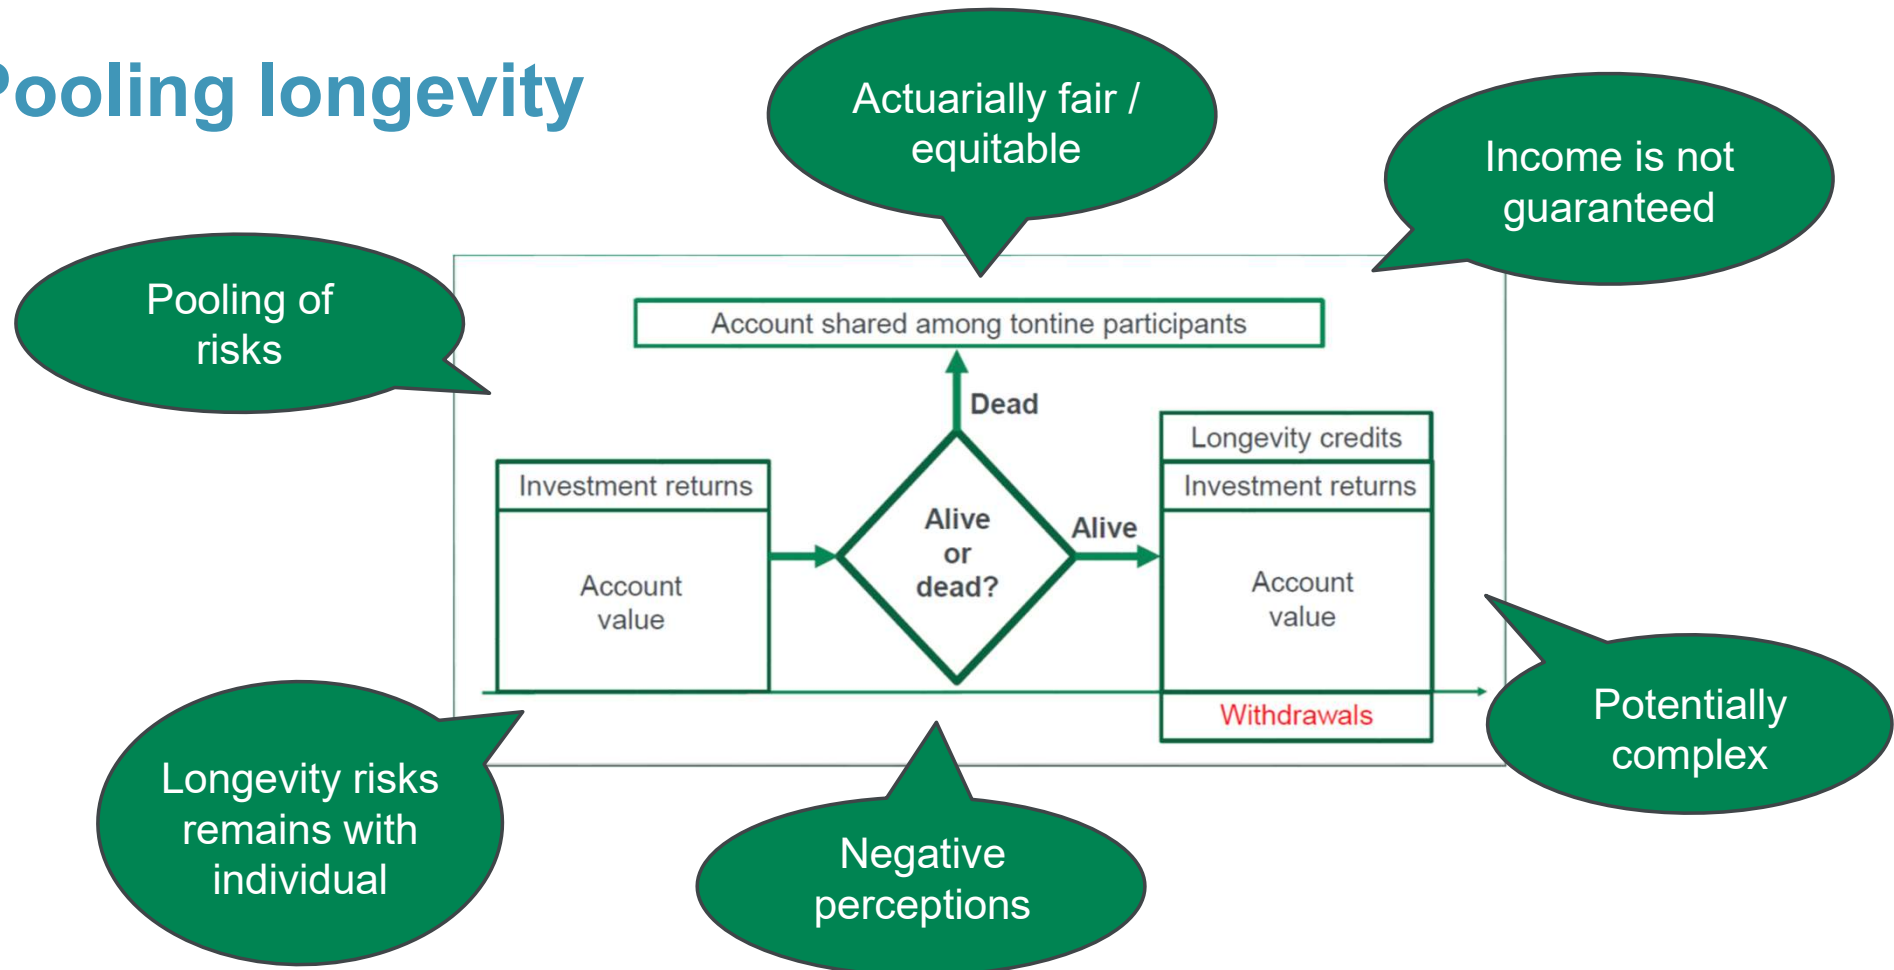 Pooling longevity
Actuarially fair /
equitable
Income is not
guaranteed
Pooling of
risks
Account shared among tontine participants
Dead
Longevity credits
Investment returns
Investment returns
Alive
or
dead?
Alive
Account
value
Account
value
Withdrawals
Potentially
complex
Longevity risks
remains with
individual
Negative
perceptions